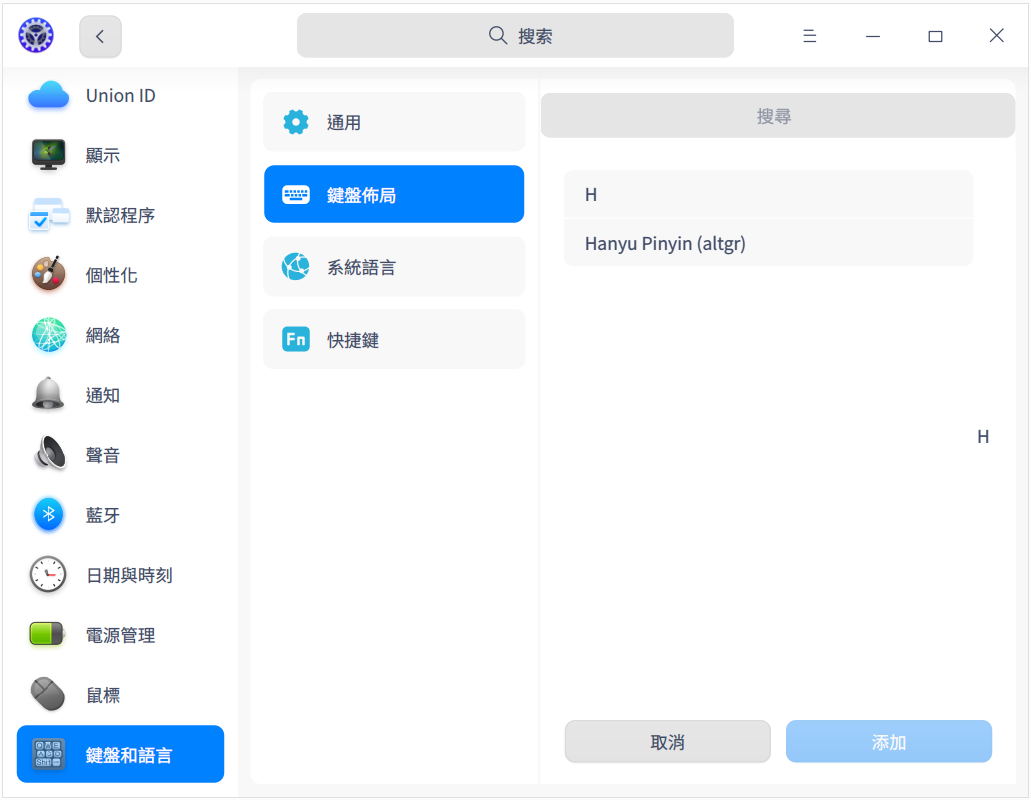 搜索
Union ID
顯示
默認程序
個性化
網絡
通知
聲音
藍牙
日期與時刻
電源管理
鼠標
鍵盤和語言
通用
鍵盤佈局
系統語言
Fn
快捷鍵
搜尋
H
Hanyu Pinyin (altgr)
H
取消
添加